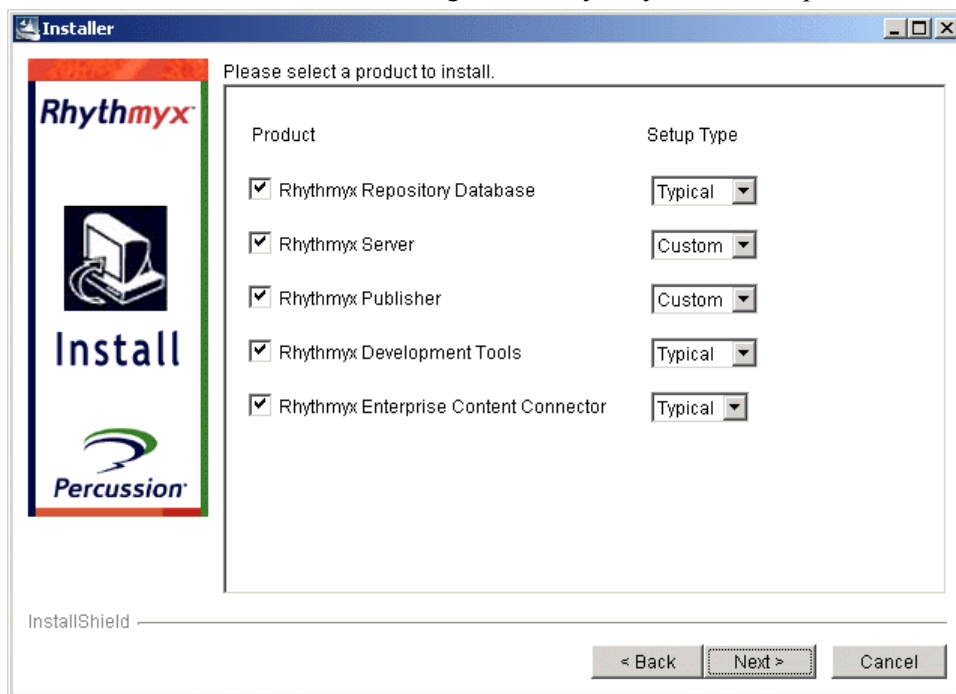 Installer
Please select a product to install.
Rhythmyx
Product Setup Type
Rhythmyx Repository Database Typical
Rhythmyx Server Custom
Rhythmyx Publisher Custom
Install
Rhythmyx Development Tools Typical
Rhythmyx Enterprise Content Connector Typical
Percussion
InstallShield
< Back Next > Cancel